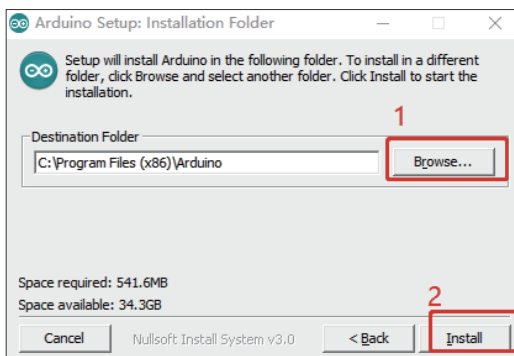 Arduino Setup: Installation Folder
Setup will install Arduino in the following folder. To install in a different
folder, click Browse and select another folder. Click Install to start the
installation.
1
Destination Folder
C:\Program Files (x86)\Arduino
Browse...
Space required: 541.6MB
Space available: 34.3GB
2
Cancel
Nullsoft Install System v3.0
< Back
Install